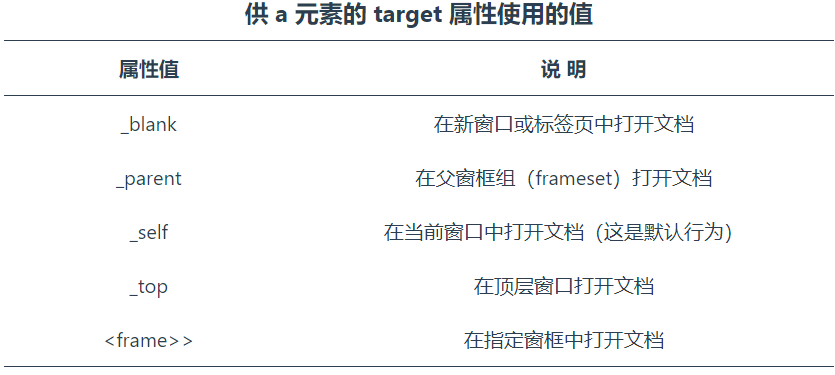 供 a 元素的 target 属性使用的值
属性值 说 明
_blank 在新窗口或标签页中打开文档
_parent 在父窗框组（frameset）打开文档
_self 在当前窗口中打开文档（这是默认行为）
_top 在顶层窗口打开文档
<frame>> 在指定窗框中打开文档